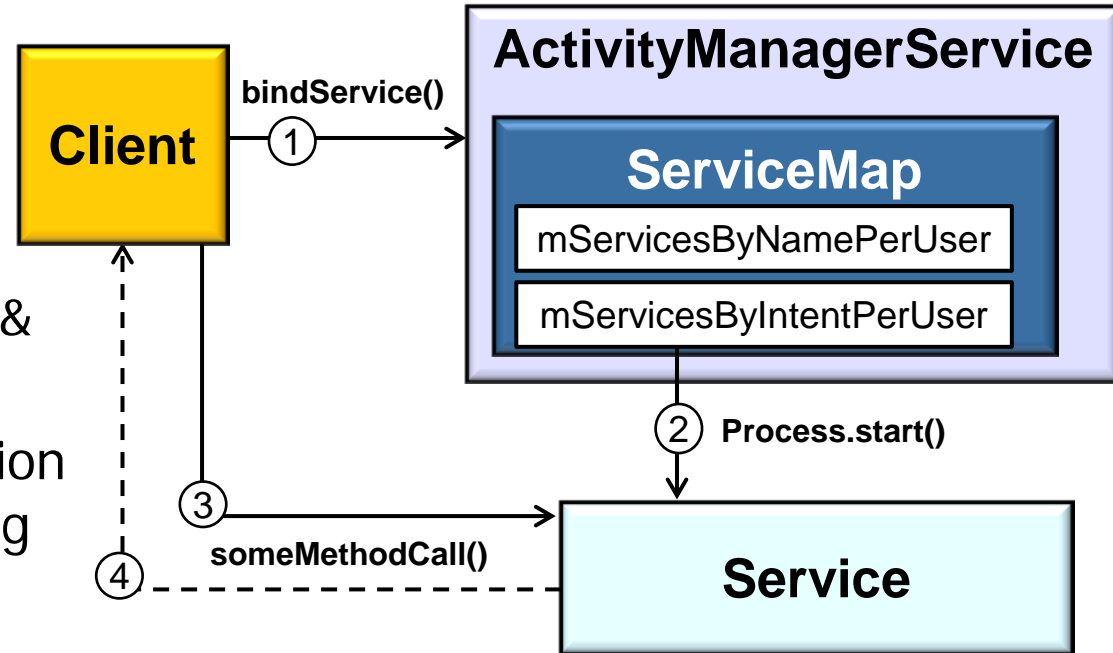 ActivityManagerService
bindService()
Client
1
ServiceMap
mServicesByNamePerUser
mServicesByIntentPerUser
&
2
Process.start()
ion
3
g
someMethodCall()
4
Service